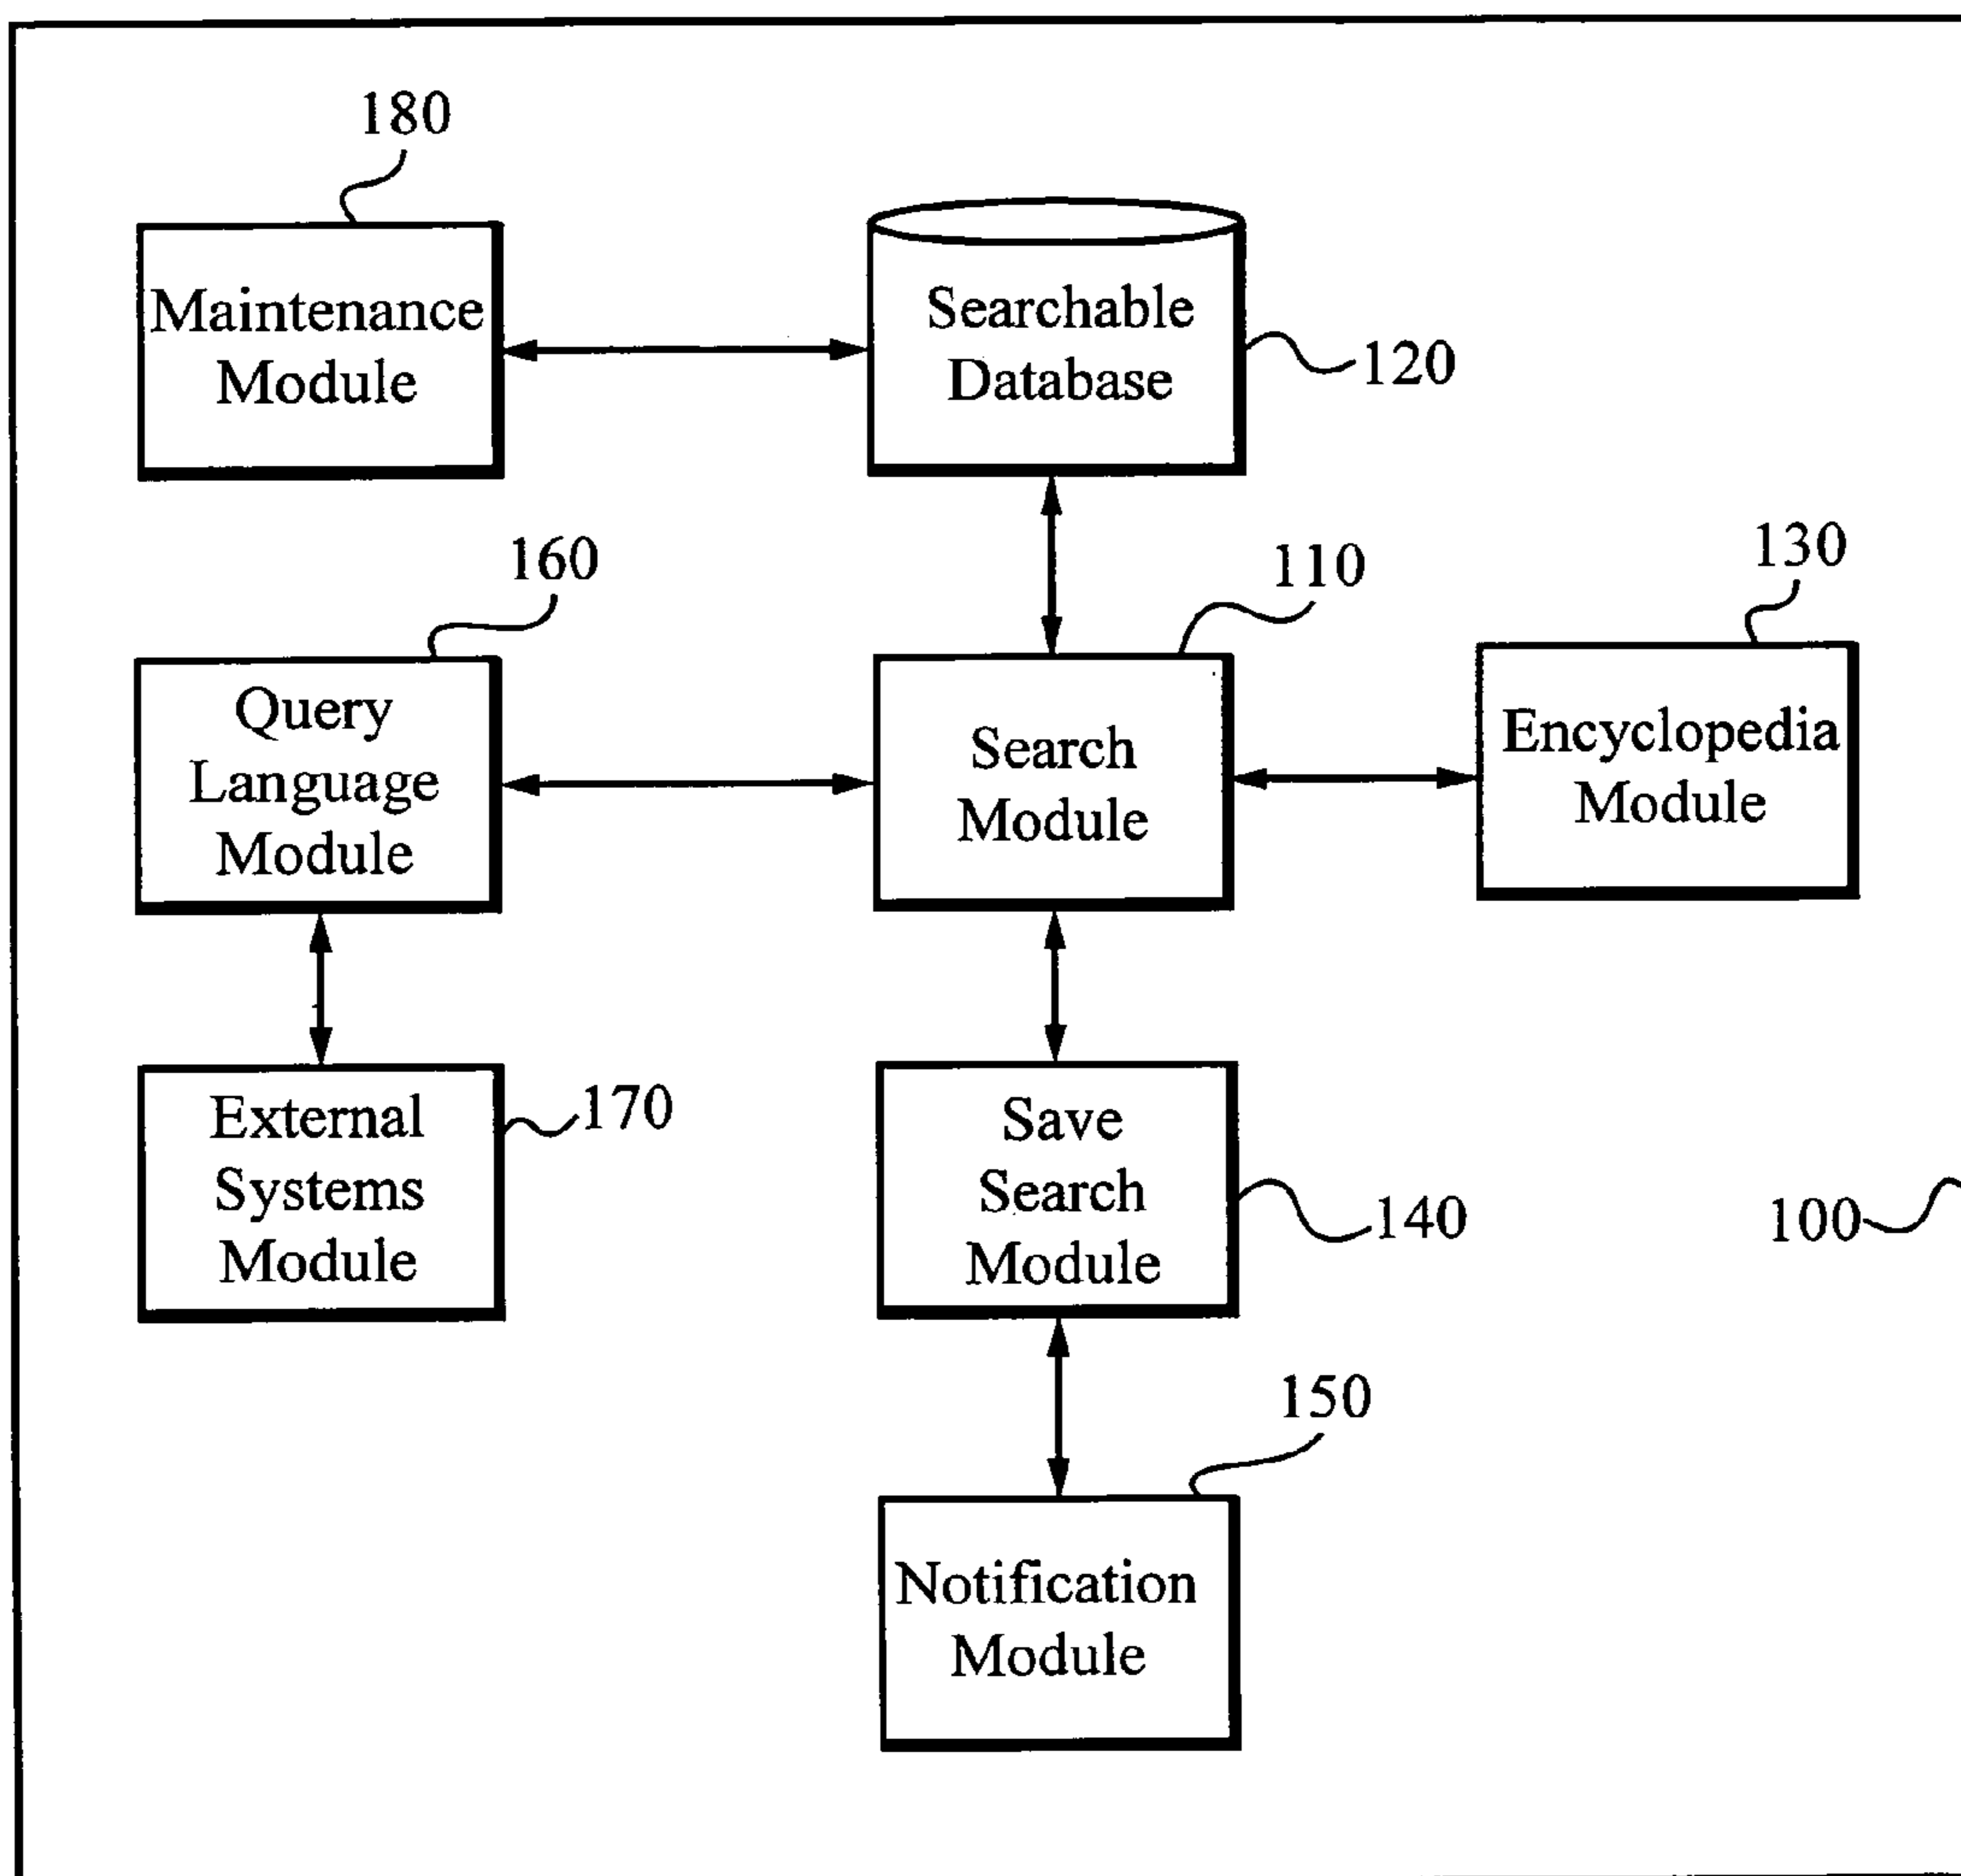 180
Maintenance
Module
Searchable
Database
120
160
110
130
Query
Language
Module
Search
Module
Encyclopedia
Module
External
Systems
Module
170
Save
Search
Module
140
100
150
Notification
Module